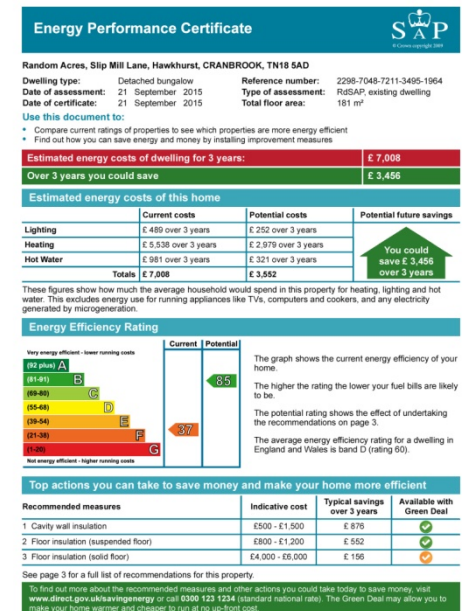 Energy Performance Certificate
SAP
© Crown copyright 2009
Random Acres, Slip Mill Lane, Hawkhurst, CRANBROOK, TN18 5AD
Dwelling type: Detached bungalow Reference number: 2298-7048-7211-3495-1964
Date of assessment: 21 September 2015 Type of assessment: RdSAP, existing dwelling
Date of certificate: 21 September 2015 Total floor area: 181 m²
Use this document to:
• Compare current ratings of properties to see which properties are more energy efficient
• Find out how you can save energy and money by installing improvement measures
Estimated energy costs of dwelling for 3 years: £ 7,008
Over 3 years you could save £ 3,456
Estimated energy costs of this home
Current costs Potential costs Potential future savings
Lighting £ 489 over 3 years £ 252 over 3 years
Heating £ 5,538 over 3 years £ 2,979 over 3 years
Hot Water £ 981 over 3 years £ 321 over 3 years
Totals £ 7,008 £ 3,552
You could
save £ 3,456
over 3 years
These figures show how much the average household would spend in this property for heating, lighting and hot
water. This excludes energy use for running appliances like TVs, computers and cookers, and any electricity
generated by microgeneration.
Energy Efficiency Rating
Current Potential
Very energy efficient - lower running costs
(92 plus) A
(81-91) B
(69-80) C
(55-68) D
(39-54) E
(21-38) F
(1-20) G
Not energy efficient - higher running costs
37
85
The graph shows the current energy efficiency of your
home.
The higher the rating the lower your fuel bills are likely
to be.
The potential rating shows the effect of undertaking
the recommendations on page 3.
The average energy efficiency rating for a dwelling in
England and Wales is band D (rating 60).
Top actions you can take to save money and make your home more efficient
Recommended measures Indicative cost Typical savings over 3 years Available with Green Deal
1 Cavity wall insulation £500 - £1,500 £ 876
2 Floor insulation (suspended floor) £800 - £1,200 £ 552
3 Floor insulation (solid floor) £4,000 - £6,000 £ 156
See page 3 for a full list of recommendations for this property.
To find out more about the recommended measures and other actions you could take today to save money, visit
www.direct.gov.uk/savingenergy or call 0300 123 1234 (standard national rate). The Green Deal may allow you to
make your home warmer and cheaper to run at no up-front cost.